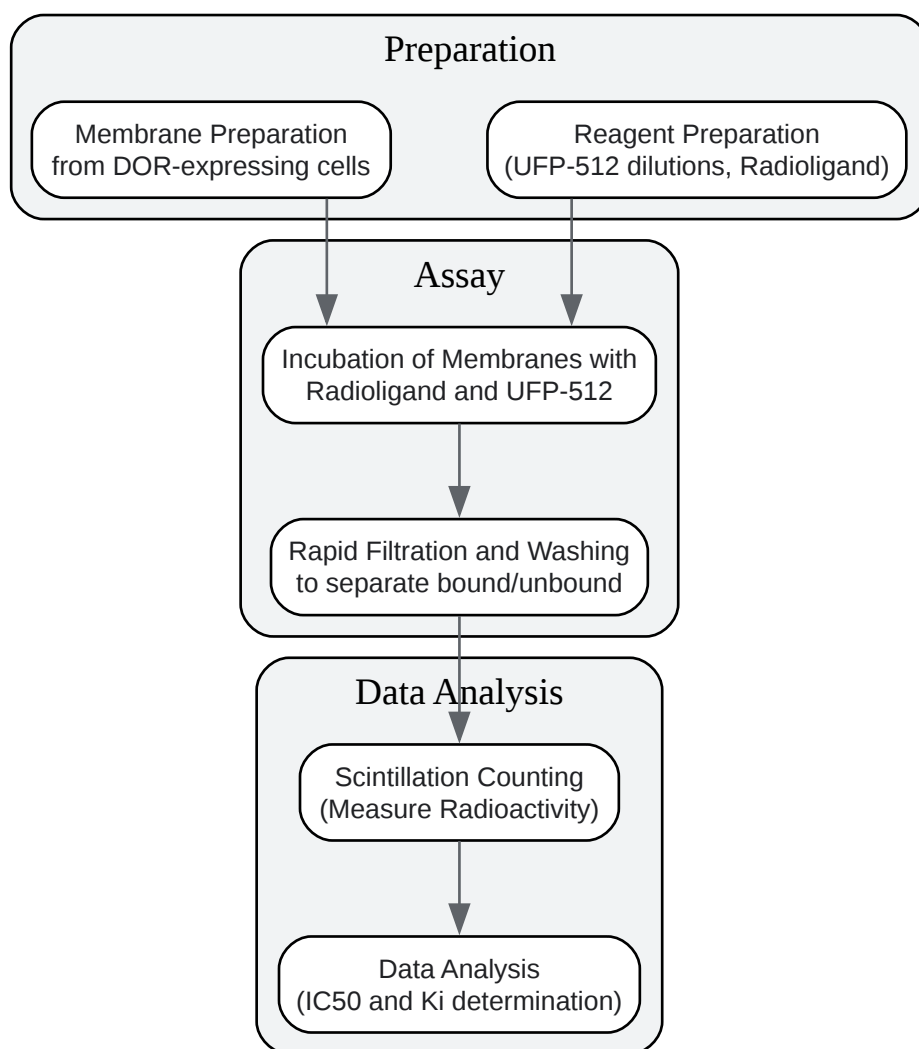 Preparation
Membrane Preparation
from DOR-expressing cells
Reagent Preparation
(UFP-512 dilutions, Radioligand)
Assay
Incubation of Membranes with
Radioligand and UFP-512
Rapid Filtration and Washing
to separate bound/unbound
Data Analysis
Scintillation Counting
(Measure Radioactivity)
Data Analysis
(IC50 and Ki determination)